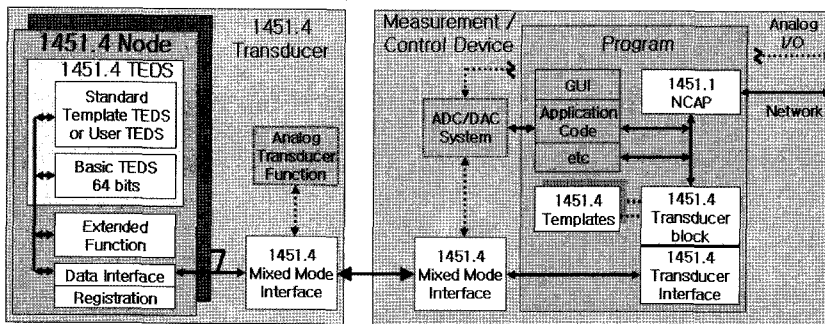 1451.4 Node
1451.4 TEDS
Standard
Template TEDS
or User TEDS
Basic TEDS
64 bits
Extended
Function
Data Interface
Registration
1451.4
Transducer
Analog
Transducer
Function
1451.4
Mixed Mode
Interface
Measurement /
Control Device
ADC/DAC
System
1451.4
Mixed Mode
Interface
Program
GUI
Application
Code
etc
1451.1
NCAP
1451.4
Templates
1451.4
Transducer
block
1451.4
Transducer
Interface
Analog
I/O
Network